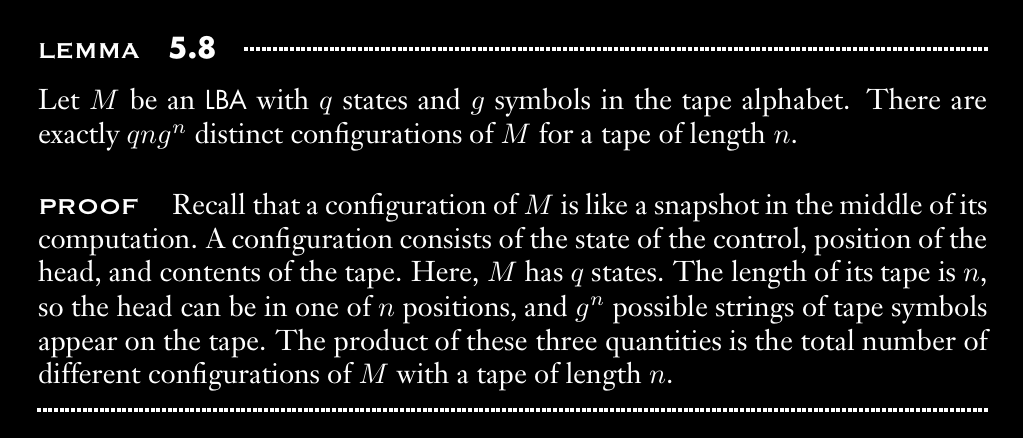 LEMMA 5.8
Let M be an LBA with q states and g symbols in the tape alphabet. There are
exactly qngⁿ distinct configurations of M for a tape of length n.
PROOF Recall that a configuration of M is like a snapshot in the middle of its
computation. A configuration consists of the state of the control, position of the
head, and contents of the tape. Here, M has q states. The length of its tape is n,
so the head can be in one of n positions, and gⁿ possible strings of tape symbols
appear on the tape. The product of these three quantities is the total number of
different configurations of M with a tape of length n.